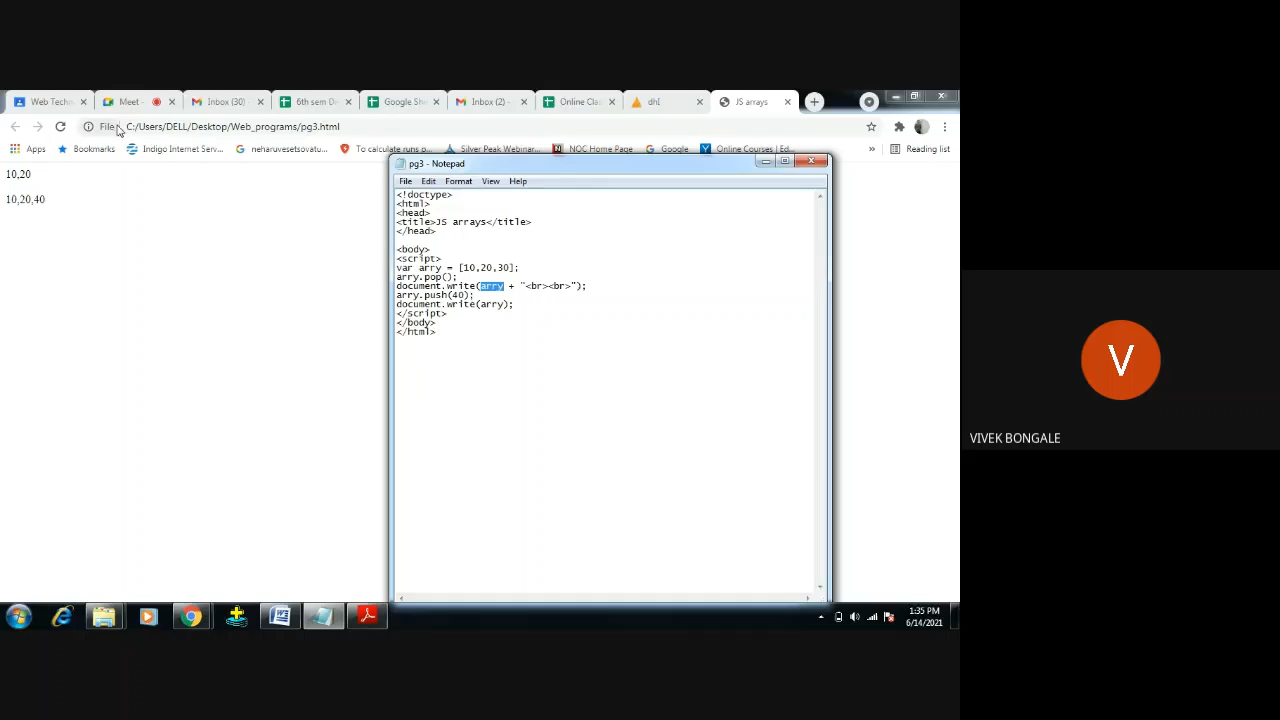 Web Techn
Meet -
Inbox (30) -
6th sem D
Google She
Inbox (2) -
Online Clas
dhI
JS arrays
File
C:/Users/DELL/Desktop/Web_programs/pg3.html
Apps
Bookmarks
Indigo Internet Serv...
neharuvesetsovatu...
To calculate runs p...
Silver Peak Webinar...
NOC Home Page
Google
Online Courses | Ed...
»
Reading list
10,20
10,20,40
pg3 - Notepad
File Edit Format View Help
<!doctype>
<html>
<head>
<title>JS arrays</title>
</head>
<body>
<script>
var arry = [10,20,30];
arry.pop();
document.write(arry + "<br><br>");
arry.push(40);
document.write(arry);
</script>
</body>
</html>
V
VIVEK BONGALE
1:35 PM
6/14/2021